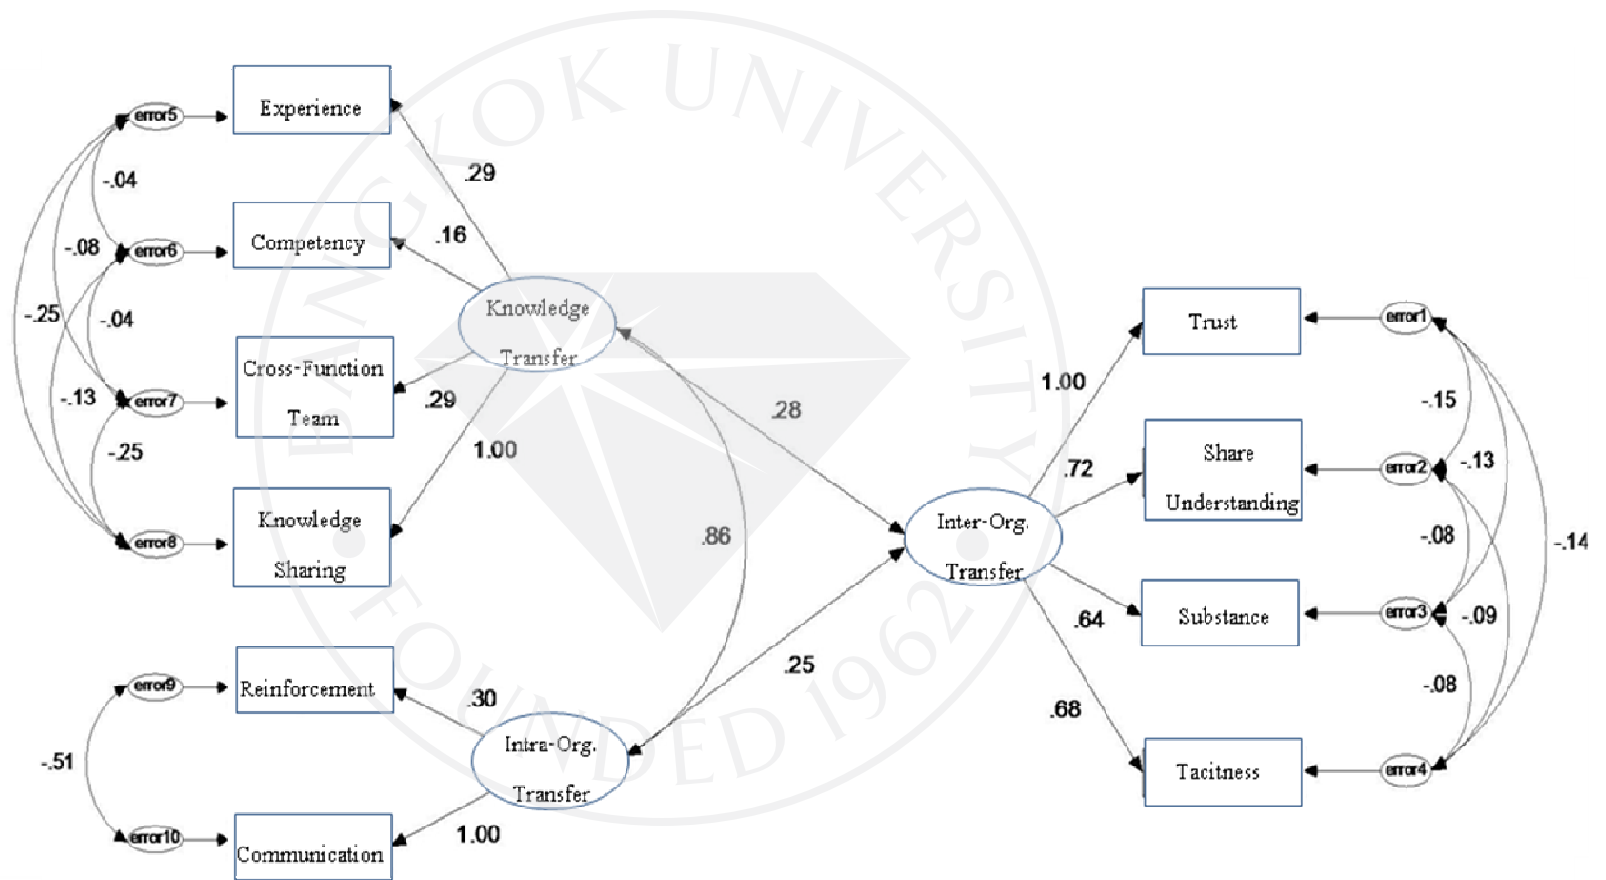 BANGKOK UNIVERSITY
FOUNDED 1962
error5
Experience
-.04
.29
error6
Competency
.16
-.08
-.25
-.04
Knowledge
Transfer
error7
Cross-Function
Team
.29
-.13
-.25
1.00
error8
Knowledge
Sharing
.28
.86
.25
error9
Reinforcement
.30
-.51
Intra-Org.
Transfer
error10
Communication
1.00
Inter-Org.
Transfer
1.00
Trust
error1
-.15
.72
Share
Understanding
error2
-.13
-.08
-.14
.64
Substance
error3
-.09
-.08
.68
Tacitness
error4